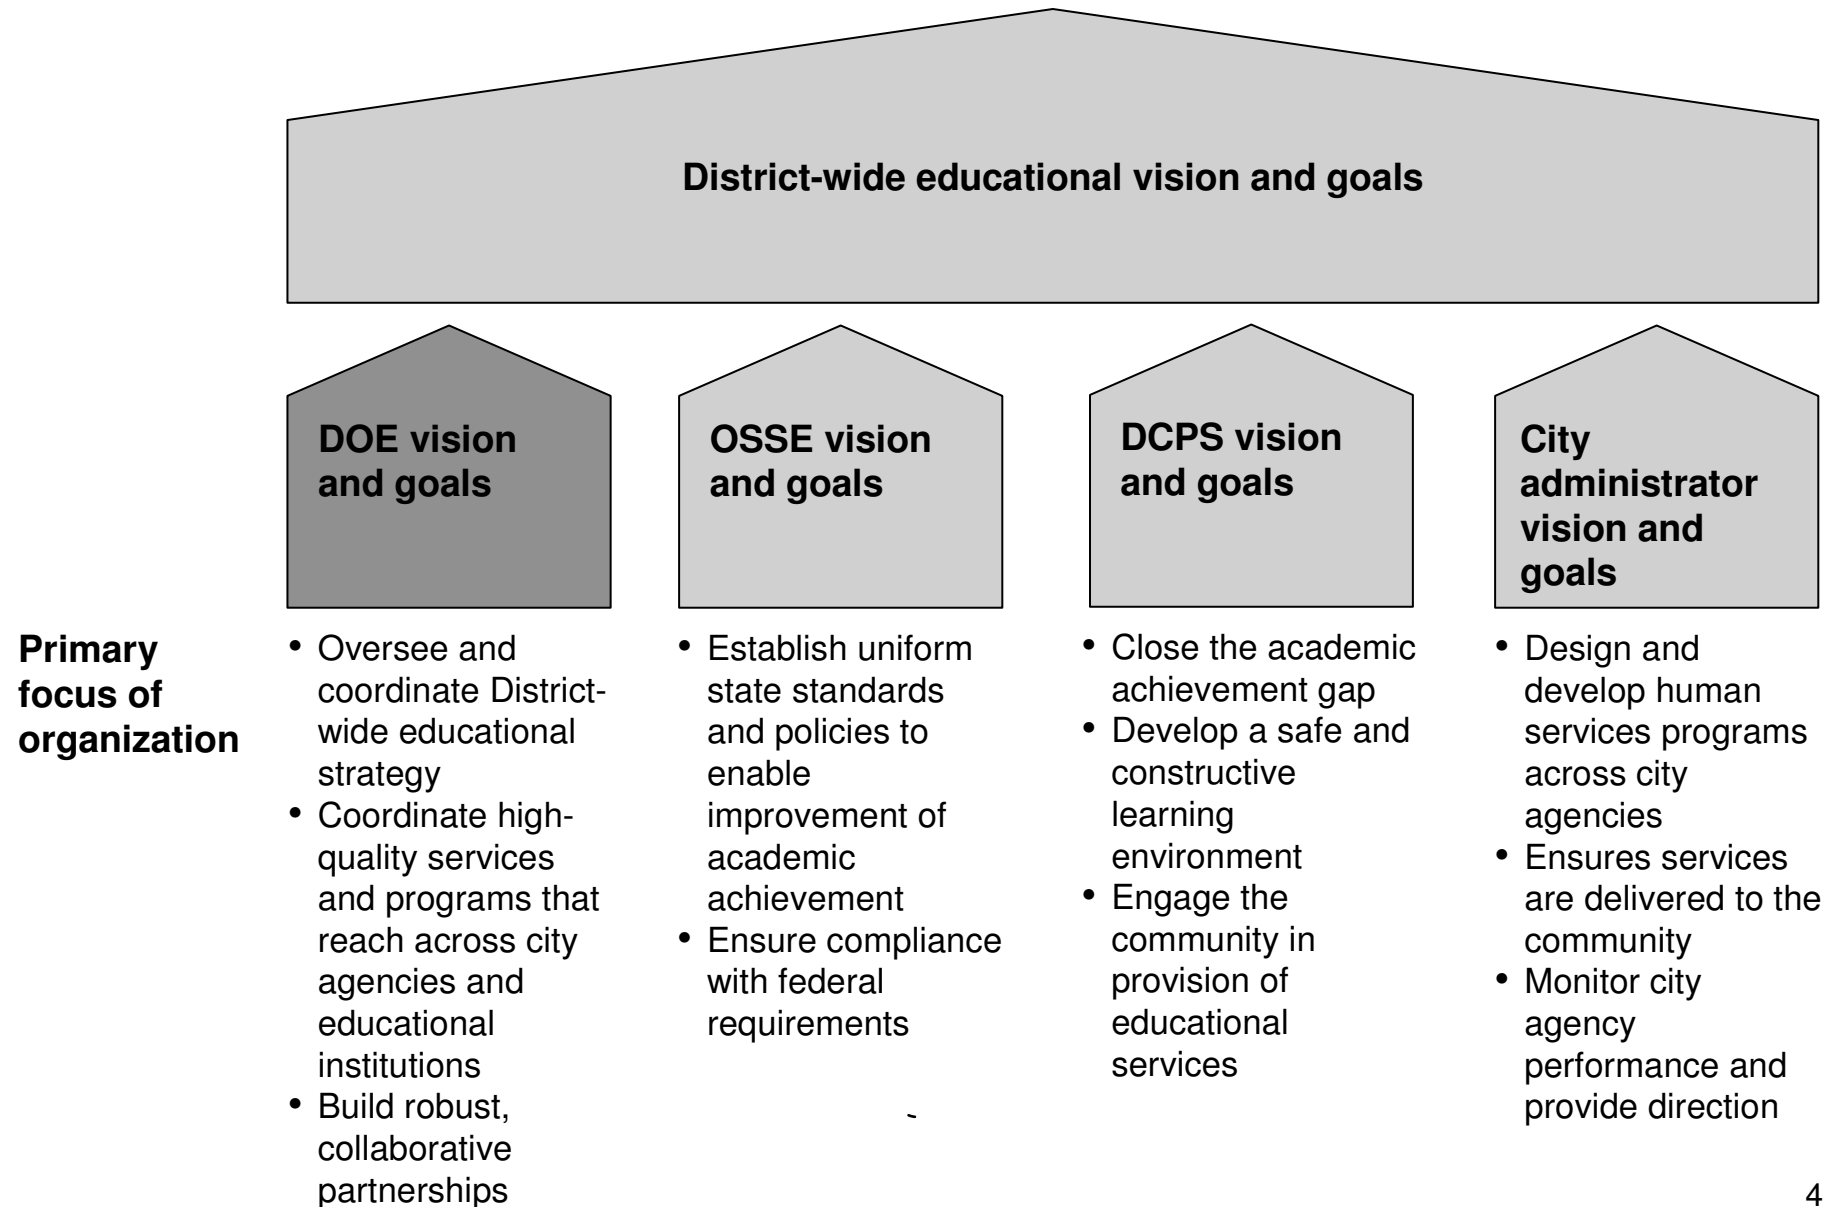 District-wide educational vision and goals
DOE vision
and goals
OSSE vision
and goals
DCPS vision
and goals
City
administrator
vision and
goals
Primary
focus of
organization
• Oversee and
coordinate District-
wide educational
strategy
• Coordinate high-
quality services
and programs that
reach across city
agencies and
educational
institutions
• Build robust,
collaborative
partnerships
• Establish uniform
state standards
and policies to
enable
improvement of
academic
achievement
• Ensure compliance
with federal
requirements
• Close the academic
achievement gap
• Develop a safe and
constructive
learning
environment
• Engage the
community in
provision of
educational
services
• Design and
develop human
services programs
across city
agencies
• Ensures services
are delivered to the
community
• Monitor city
agency
performance and
provide direction
4